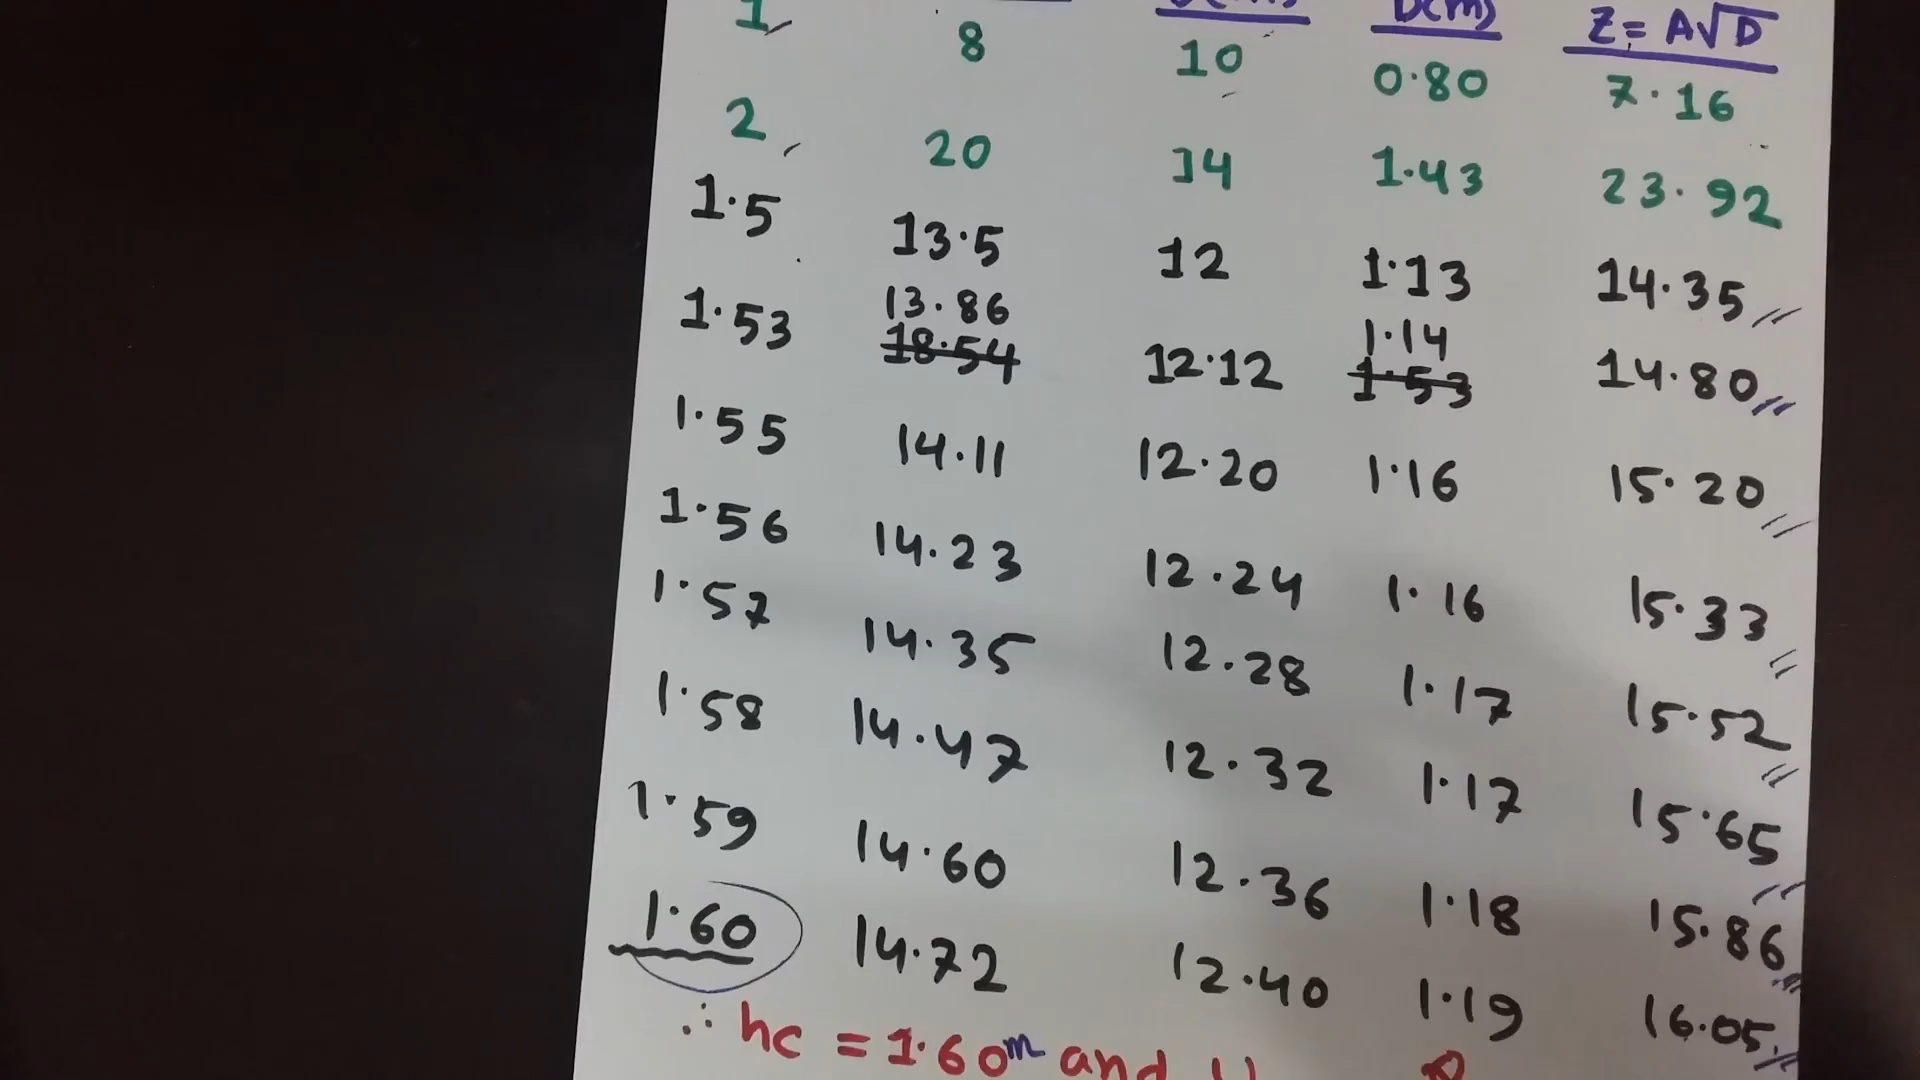 D(m) Z = A√D
1 8 10 0.80 7.16
2 20 14 1.43 23.92
1.5 13.5 12 1.13 14.35
13.86 1.14
1.53 18.54 12.12 1.53 14.80
1.55 14.11 12.20 1.16 15.20
1.56 14.23 12.24 1.16 15.33
1.57 14.35 12.28 1.17 15.52
1.58 14.47 12.32 1.17 15.65
1.59 14.60 12.36 1.18 15.86
1.60 14.72 12.40 1.19 16.05
∴ hc = 1.60m and